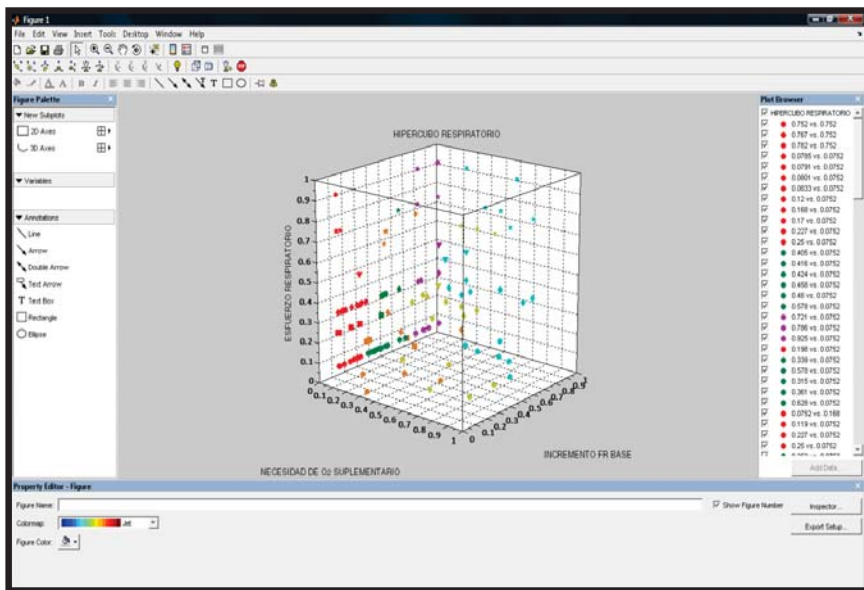 Figure 1
File Edit View Insert Tools Desktop Window Help
Figure Palette
New Subplots
2D Axes
3D Axes
Variables
Annotations
Line
Arrow
Double Arrow
Text Arrow
T Text Box
Rectangle
Ellipse
HIPERCUBO RESPIRATORIO
ESFUERZO RESPIRATORIO
1
0.9
0.8
0.7
0.6
0.5
0.4
0.3
0.2
0.1
0
0 0.1 0.2 0.3 0.4 0.5 0.6 0.7 0.8 0.9 1
0 0.1 0.2 0.3 0.4 0.5 0.6 0.7 0.8 0.9 1
NECESIDAD DE O2 SUPLEMENTARIO
INCREMENTO FR BASE
Plot Browser
HIPERCUBO RESPIRATORIO
0.752 vs. 0.752
0.767 vs. 0.752
0.782 vs. 0.752
0.0785 vs. 0.0752
0.0791 vs. 0.0752
0.0801 vs. 0.0752
0.0833 vs. 0.0752
0.12 vs. 0.0752
0.168 vs. 0.0752
0.17 vs. 0.0752
0.227 vs. 0.0752
0.25 vs. 0.0752
0.405 vs. 0.0752
0.416 vs. 0.0752
0.424 vs. 0.0752
0.458 vs. 0.0752
0.48 vs. 0.0752
0.578 vs. 0.0752
0.721 vs. 0.0752
0.786 vs. 0.0752
0.925 vs. 0.0752
0.198 vs. 0.0752
0.339 vs. 0.0752
0.578 vs. 0.0752
0.315 vs. 0.0752
0.361 vs. 0.0752
0.628 vs. 0.0752
0.0752 vs. 0.168
0.119 vs. 0.0752
0.227 vs. 0.0752
0.25 vs. 0.0752
Add Data...
Property Editor - Figure
Figure Name:
Show Figure Number
Inspector...
Colormap:
Jet
Export Setup...
Figure Color: